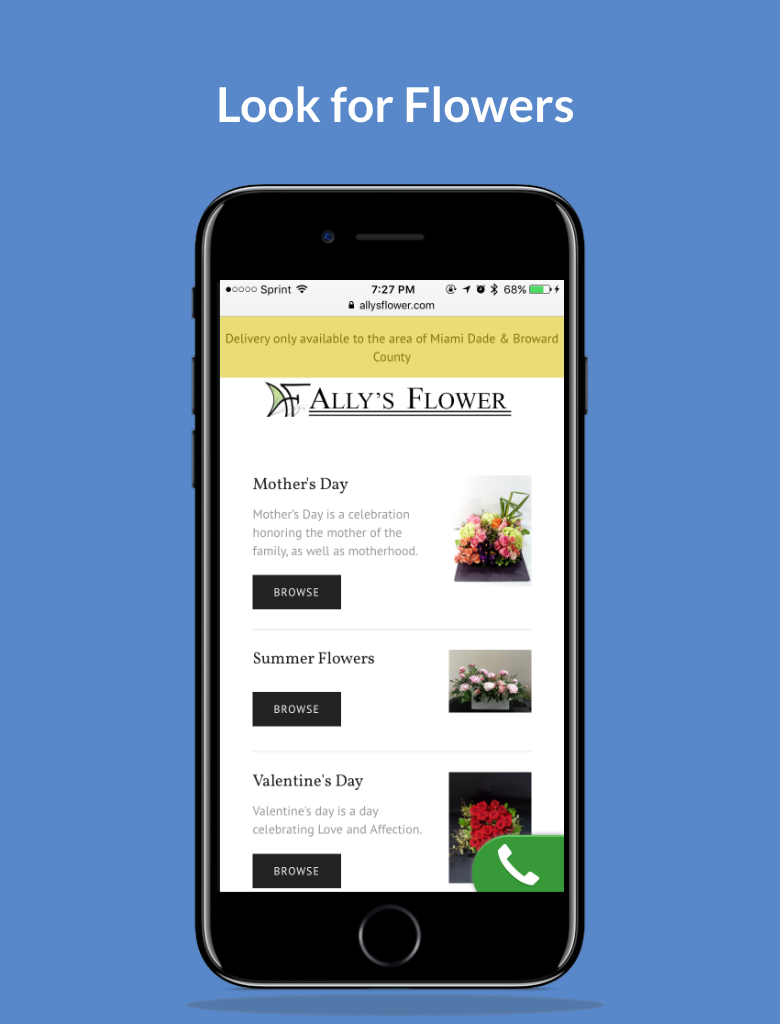 Look for Flowers
Sprint 7:27 PM 68%
allysflower.com
Delivery only available to the area of Miami Dade & Broward
County
ALLY'S FLOWER
Mother's Day
Mother's Day is a celebration
honoring the mother of the
family, as well as motherhood.
BROWSE
Summer Flowers
BROWSE
Valentine's Day
Valentine's day is a day
celebrating Love and Affection.
BROWSE